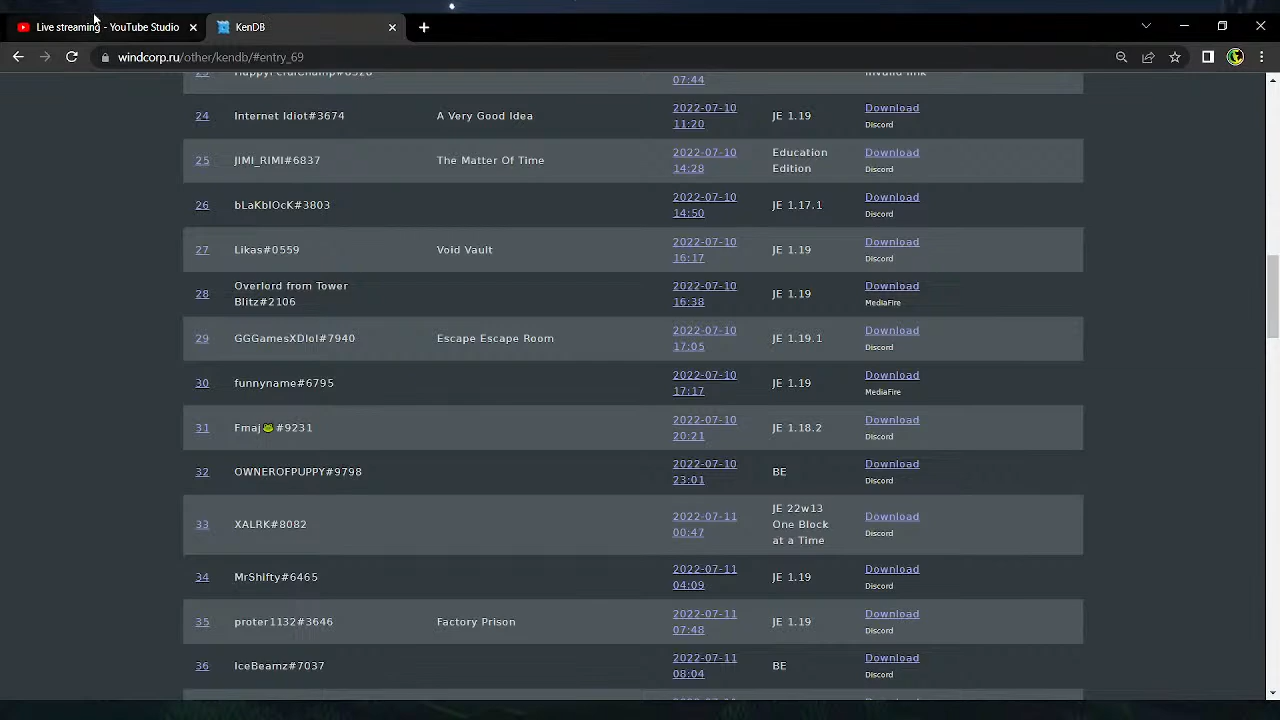 Live streaming - YouTube Studio
KenDB
windcorp.ru/other/kendb/#entry_69
07:44
24 Internet Idiot#3674 A Very Good Idea 2022-07-10 11:20 JE 1.19 Download Discord
25 JIMI_RIMI#6837 The Matter Of Time 2022-07-10 14:28 Education Edition Download Discord
26 bLaKblOcK#3803 2022-07-10 14:50 JE 1.17.1 Download Discord
27 Likas#0559 Void Vault 2022-07-10 16:17 JE 1.19 Download Discord
28 Overlord from Tower Blitz#2106 2022-07-10 16:38 JE 1.19 Download MediaFire
29 GGGamesXDlol#7940 Escape Escape Room 2022-07-10 17:05 JE 1.19.1 Download Discord
30 funnyname#6795 2022-07-10 17:17 JE 1.19 Download MediaFire
31 Fmaj🐸#9231 2022-07-10 20:21 JE 1.18.2 Download Discord
32 OWNEROFPUPPY#9798 2022-07-10 23:01 BE Download Discord
33 XALRK#8082 2022-07-11 00:47 JE 22w13 One Block at a Time Download Discord
34 MrShifty#6465 2022-07-11 04:09 JE 1.19 Download Discord
35 proter1132#3646 Factory Prison 2022-07-11 07:48 JE 1.19 Download Discord
36 IceBeamz#7037 2022-07-11 08:04 BE Download Discord